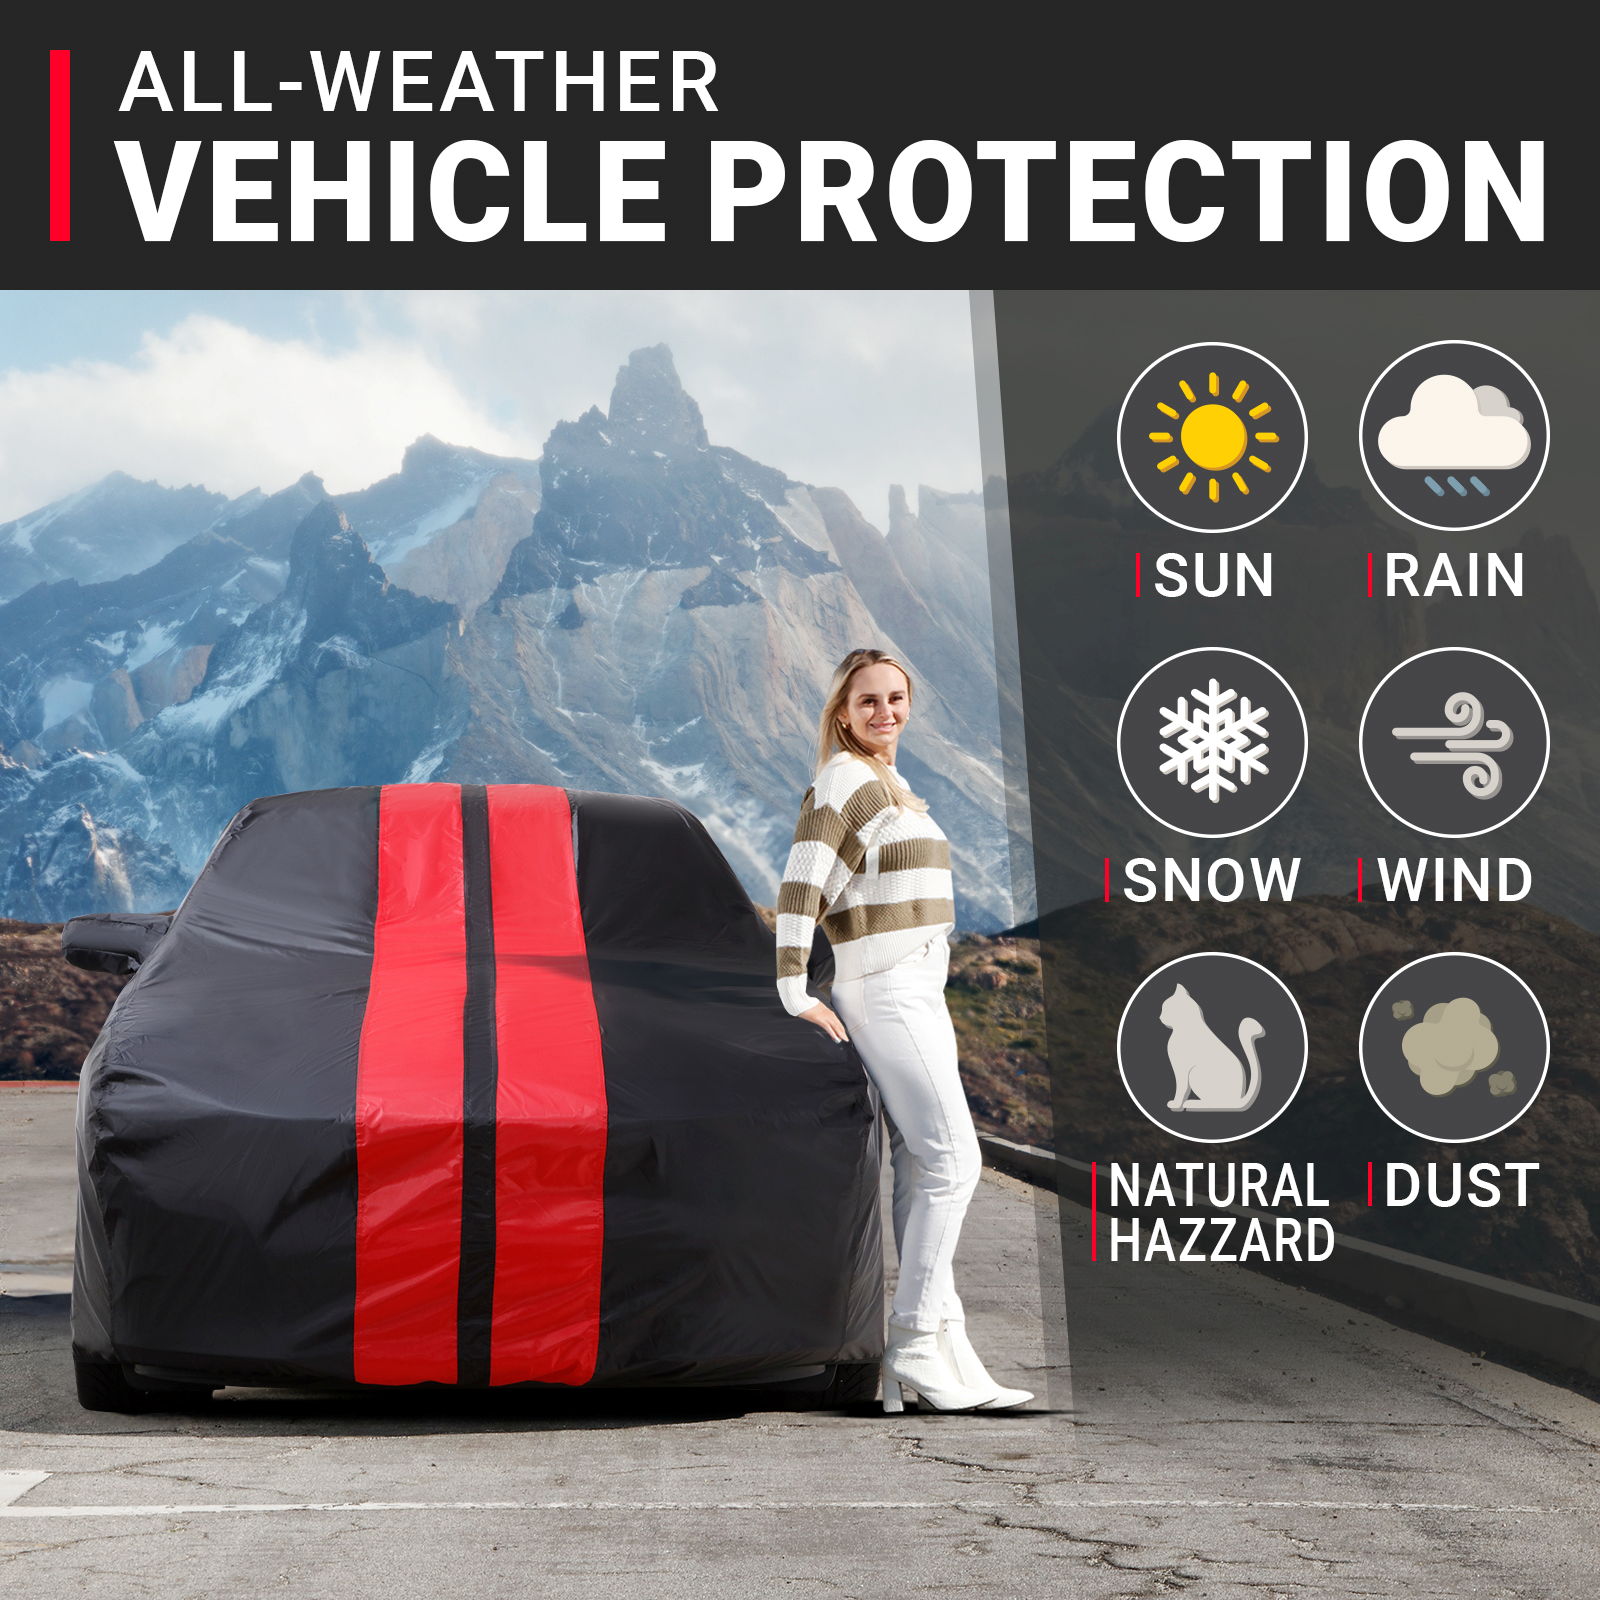 ALL-WEATHER
VEHICLE PROTECTION
SUN
RAIN
SNOW
WIND
NATURAL
HAZZARD
DUST